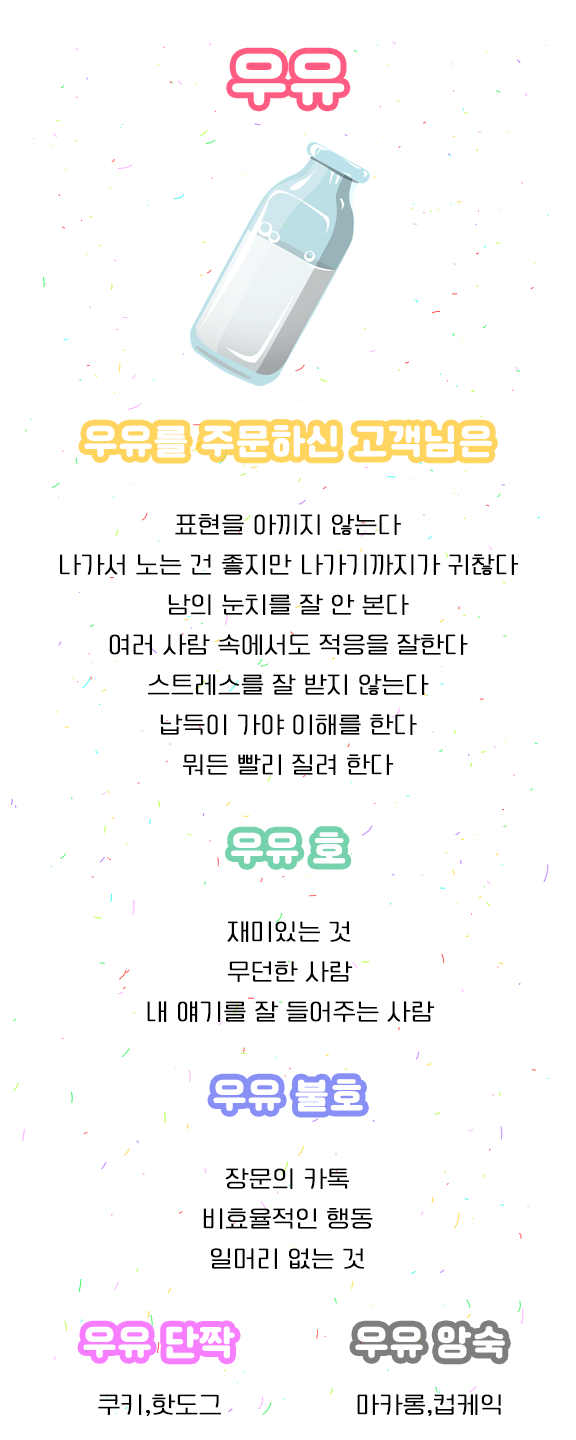 우유
우유를 주문하신 고객님은
표현을 아끼지 않는다
나가서 노는 건 좋지만 나가기까지가 귀찮다
남의 눈치를 잘 안 본다
여러 사람 속에서도 적응을 잘한다
스트레스를 잘 받지 않는다
납득이 가야 이해를 한다
뭐든 빨리 질려 한다
우유 호
재미있는 것
무던한 사람
내 얘기를 잘 들어주는 사람
우유 불호
장문의 카톡
비효율적인 행동
일머리 없는 것
우유 단짝
쿠키,핫도그
우유 앙숙
마카롱,컵케익